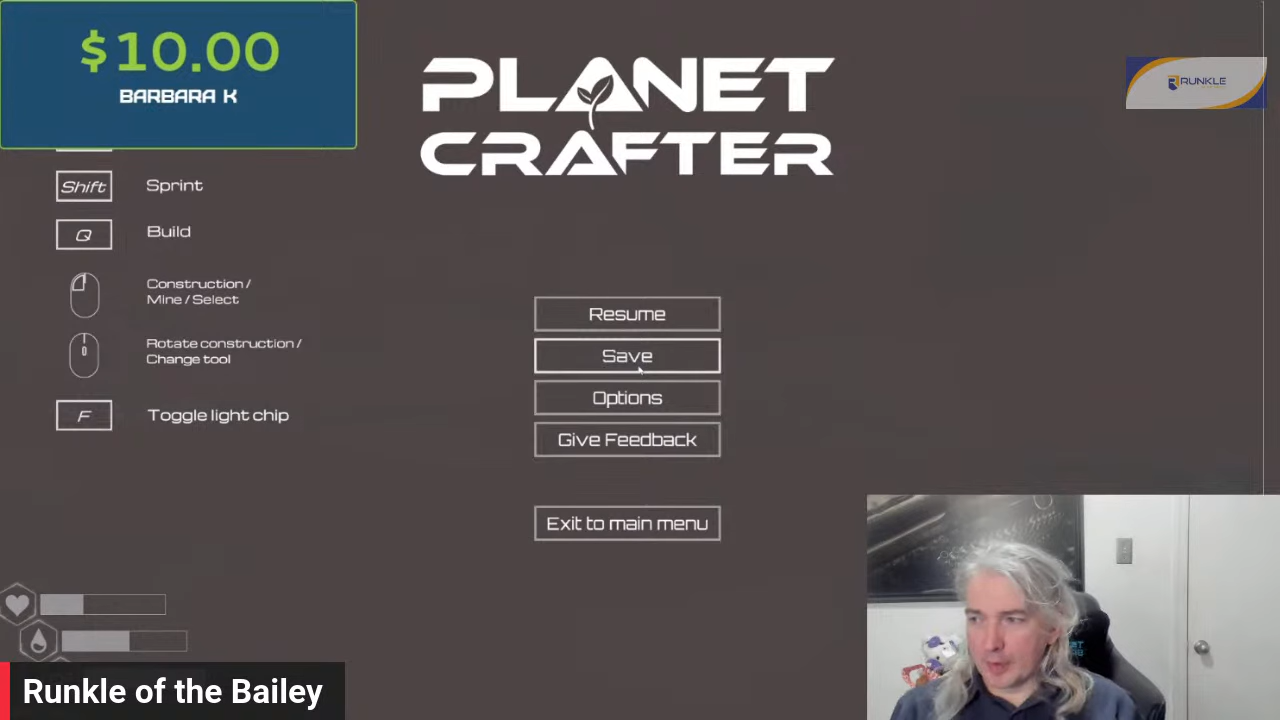 $10.00
BARBARA K
PLANET
CRAFTER
RUNKLE
Shift
Sprint
Q
Build
Construction /
Mine / Select
Rotate construction /
Change tool
F
Toggle light chip
Resume
Save
Options
Give Feedback
Exit to main menu
Runkle of the Bailey